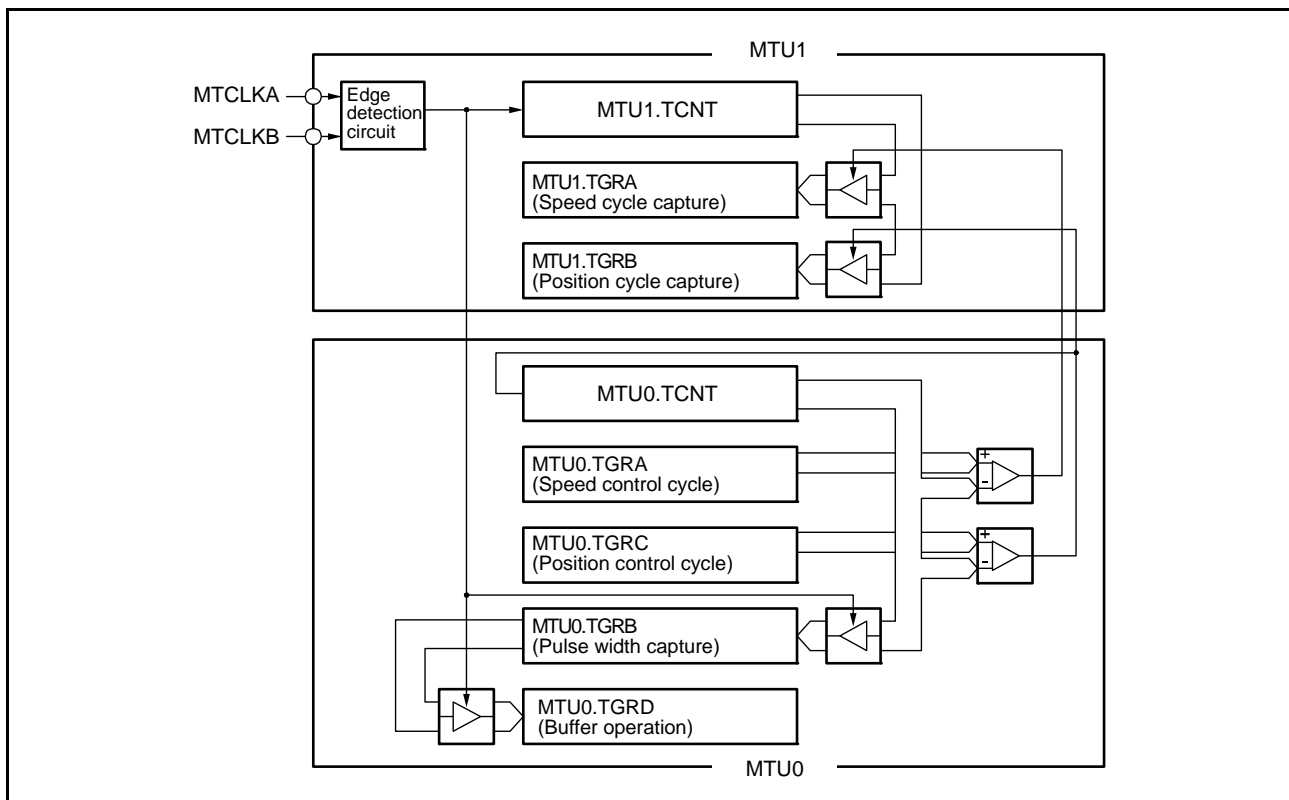 MTU1
MTCLKA
MTCLKB
Edge
detection
circuit
MTU1.TCNT
MTU1.TGRA
(Speed cycle capture)
MTU1.TGRB
(Position cycle capture)
MTU0.TCNT
MTU0.TGRA
(Speed control cycle)
+
-
MTU0.TGRC
(Position control cycle)
+
-
MTU0.TGRB
(Pulse width capture)
MTU0.TGRD
(Buffer operation)
MTU0